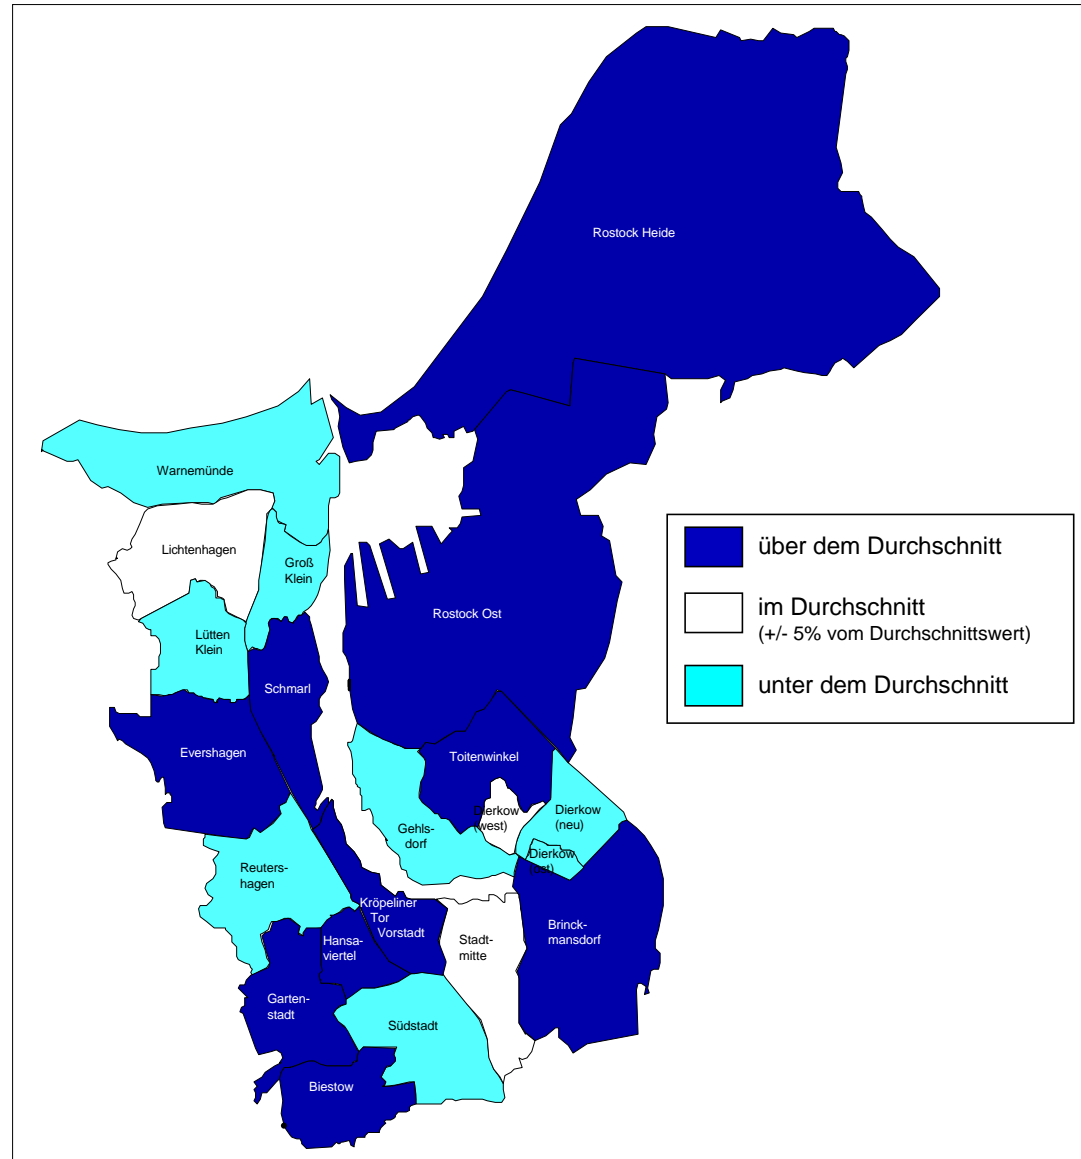 Rostock Heide
Warnemünde
Lichtenhagen
Groß
Klein
Rostock Ost
Lütten
Klein
Schmarl
Evershagen
Toitenwinkel
Dierkow
(west)
Dierkow
(neu)
Gehls-
dorf
Dierkow
(ost)
Reuters-
hagen
Kröpeliner
Tor
Vorstadt
Brinck-
mansdorf
Hansa-
viertel
Stadt-
mitte
Garten-
stadt
Südstadt
Biestow
über dem Durchschnitt
im Durchschnitt
(+/- 5% vom Durchschnittswert)
unter dem Durchschnitt